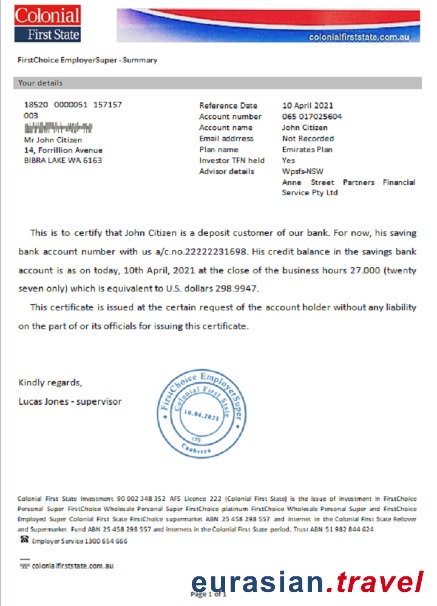 Colonial
First State
colonialfirststate.com.au
FirstChoice EmployerSuper - Summary
Your details
18520 0000051 157157
003
Mr John Citizen
14, Forrillion Avenue
BIBRA LAKE WA 6163
Reference Date 10 April 2021
Account number 065 017025604
Account name John Citizen
Email addrress Not Recorded
Plan name Emirates Plan
Investor TFN held Yes
Advisor details Wpsfs-NSW
Anne Street Partners Financial
Service Pty Ltd
This is to certify that John Citizen is a deposit customer of our bank. For now, his saving
bank account number with us a/c.no.22222231698. His credit balance in the savings bank
account is as on today, 10th April, 2021 at the close of the business hours 27,000 (twenty
seven only) which is equivalent to U.S. dollars 298.9947.
This certificate is issued at the certain request of the account holder without any liability
on the part of or its officials for issuing this certificate.
Kindly regards,
Lucas Jones - supervisor
FirstChoice EmployerSuper
Colonial First State
10.04.2021
Canberra
Colonial First State Investment 90 002 348 352 AFS Licence 222 (Colonial First State) is the issue of Investment in FirstChoice
Personal Super FirstChoice Wholesale Personal Super FirstChoice platinum FirstChoice Wholesale Personal Super and FirstChoice
Employed Super Colonial First State FirstChoice supermarket ABN 25 458 298 557 and Internet in the Colonial First State Rellover
and Supermarket Fund ABN 25 458 298 557 and Internets in the Colonial First State period. Trust ABN 51 982 844 624
Employer Service 1300 654 666
colonialfirststate.com.au
Page 1 of 1
eurasian.travel